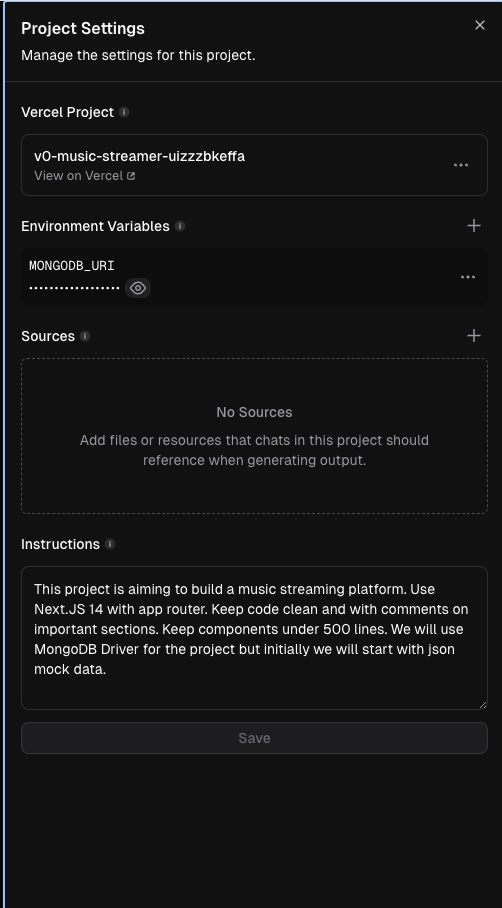 Project Settings
Manage the settings for this project.
Vercel Project
v0-music-streamer-uizzzbkeffa
View on Vercel
Environment Variables
MONGODB_URI
••••••••••••••••••
Sources
No Sources
Add files or resources that chats in this project should
reference when generating output.
Instructions
This project is aiming to build a music streaming platform. Use
Next.JS 14 with app router. Keep code clean and with comments on
important sections. Keep components under 500 lines. We will use
MongoDB Driver for the project but initially we will start with json
mock data.
Save